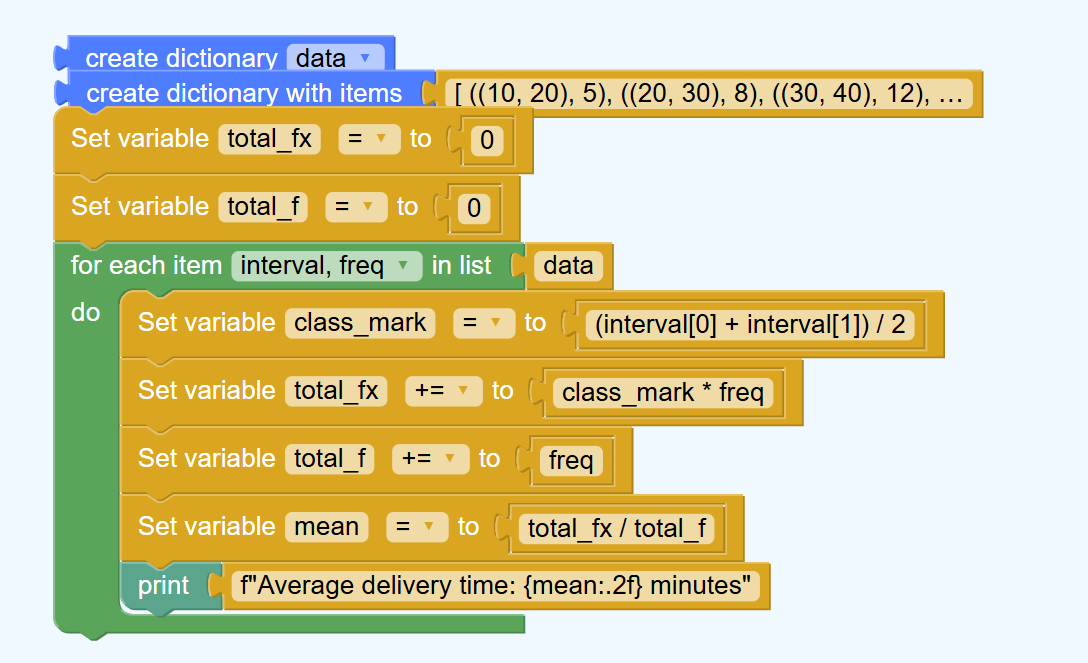 create dictionary data
create dictionary with items [ ((10, 20), 5), ((20, 30), 8), ((30, 40), 12), …
Set variable total_fx = to 0
Set variable total_f = to 0
for each item interval, freq in list data
do
Set variable class_mark = to (interval[0] + interval[1]) / 2
Set variable total_fx += to class_mark * freq
Set variable total_f += to freq
Set variable mean = to total_fx / total_f
print f"Average delivery time: {mean:.2f} minutes"